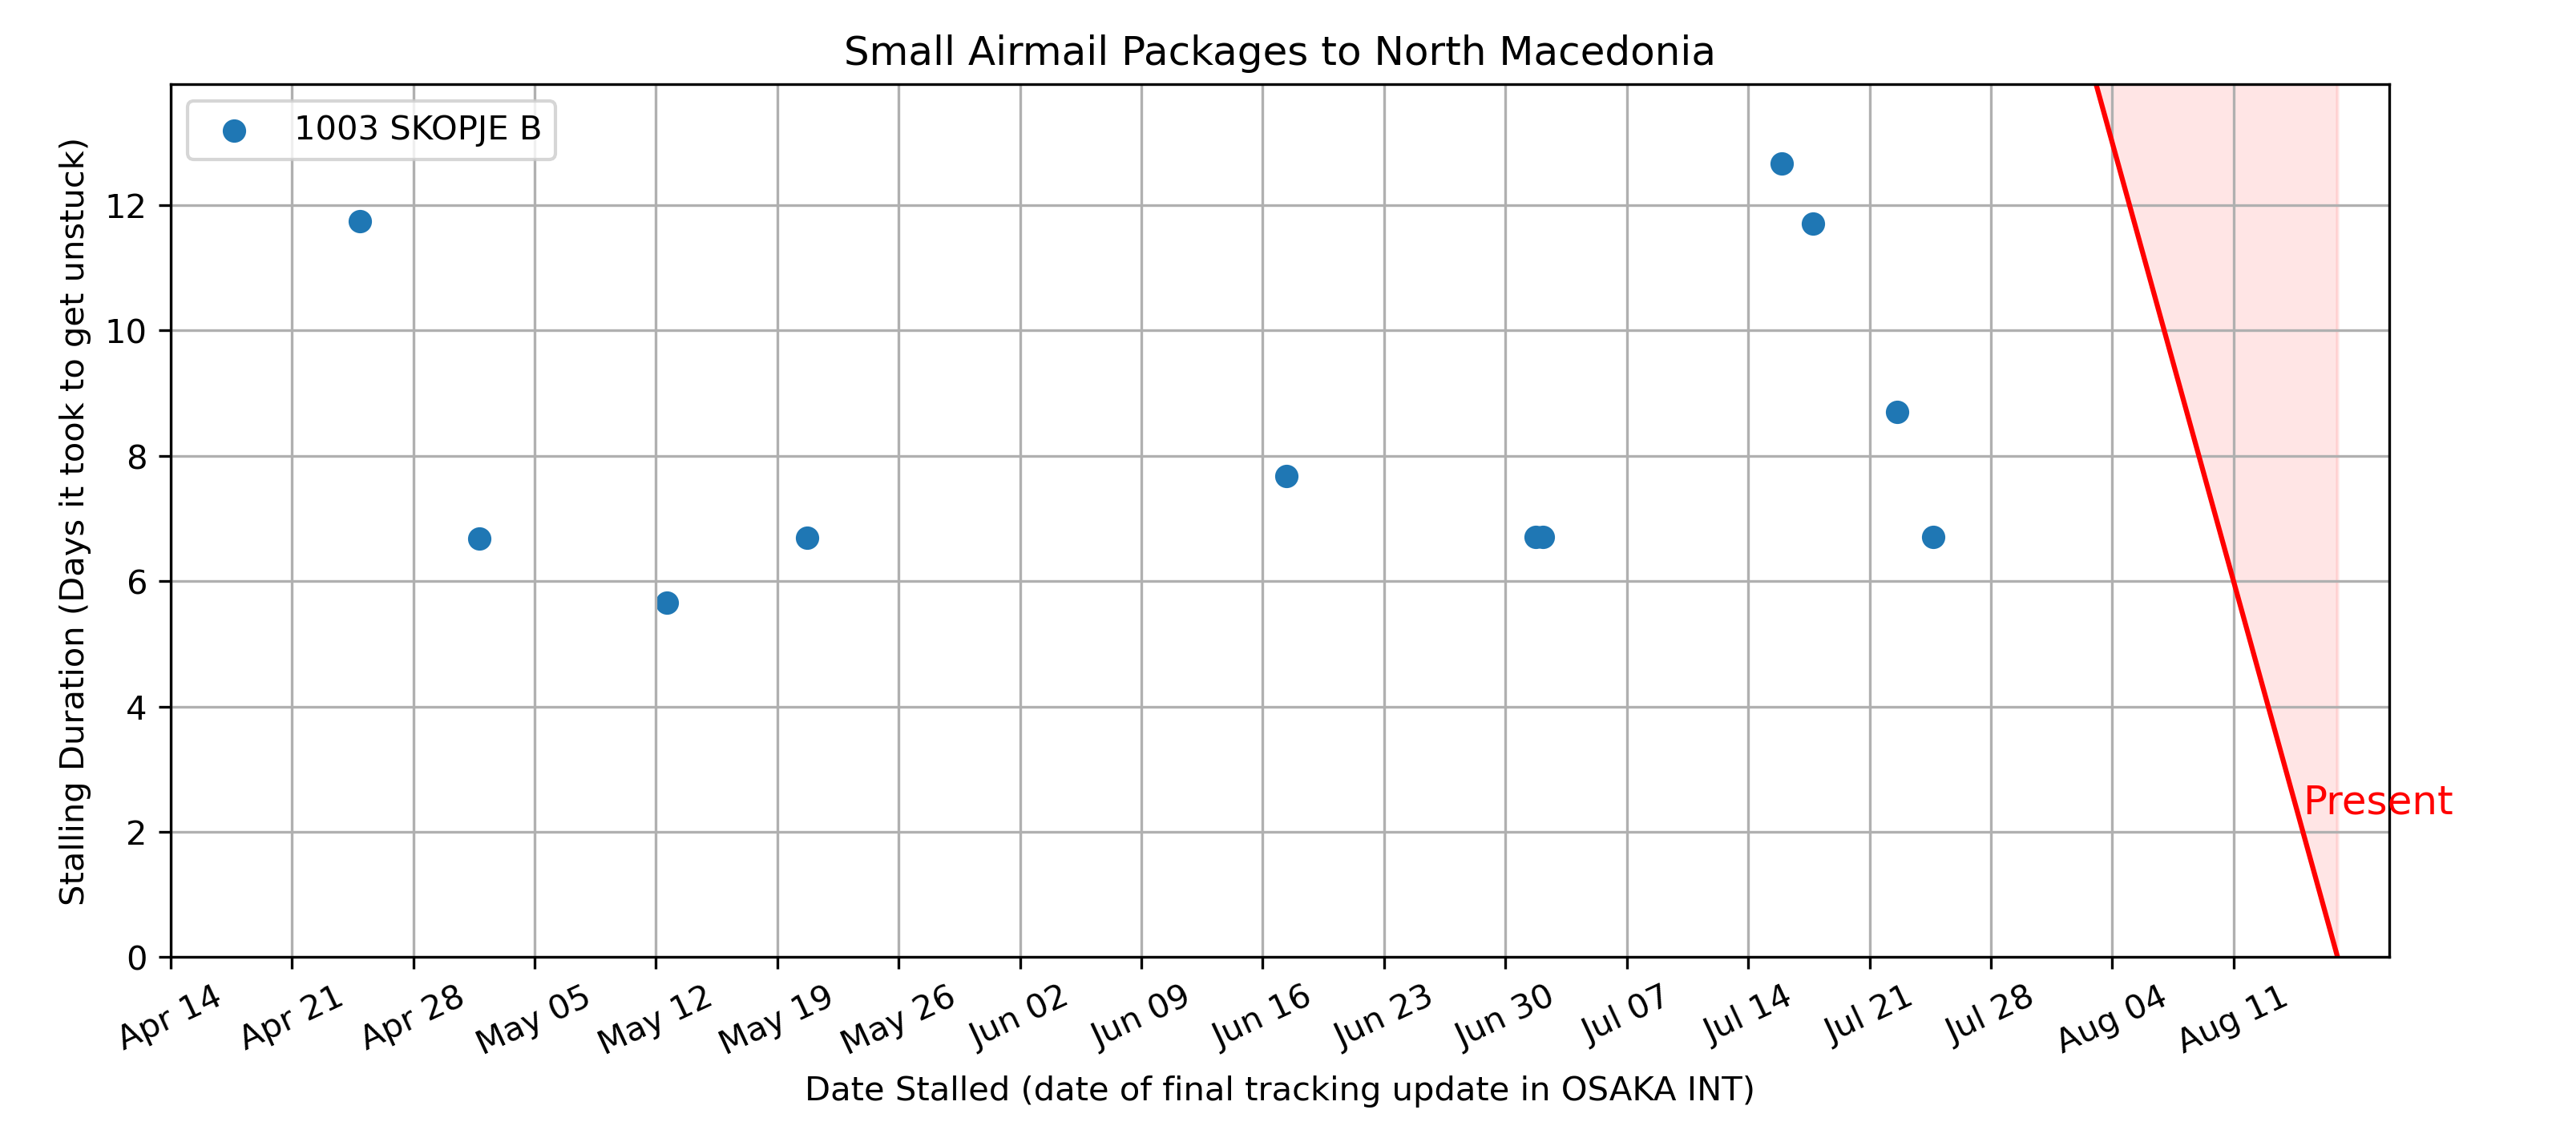 Small Airmail Packages to North Macedonia
1003 SKOPJE B
Stalling Duration (Days it took to get unstuck)
12
10
8
6
4
2
0
Present
Apr 14
Apr 21
Apr 28
May 05
May 12
May 19
May 26
Jun 02
Jun 09
Jun 16
Jun 23
Jun 30
Jul 07
Jul 14
Jul 21
Jul 28
Aug 04
Aug 11
Date Stalled (date of final tracking update in OSAKA INT)